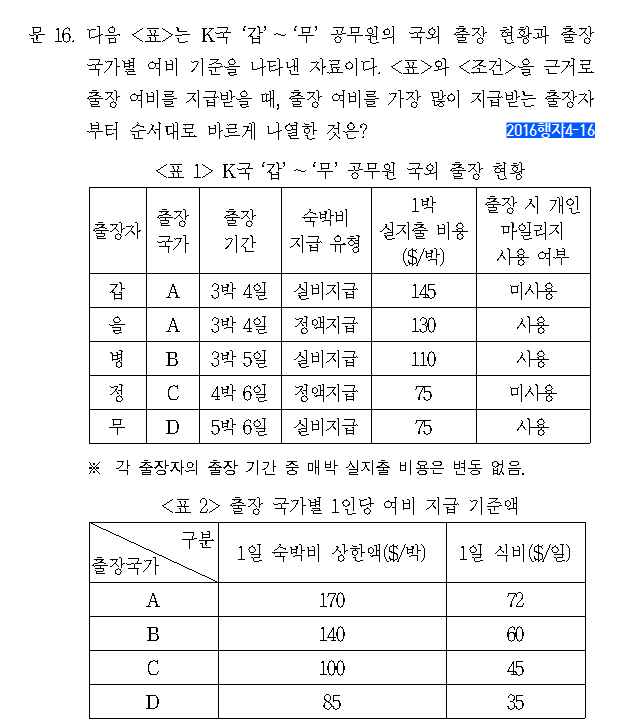 문 16. 다음 <표>는 K국 ‘갑’~‘무’ 공무원의 국외 출장 현황과 출장
국가별 여비 기준을 나타낸 자료이다. <표>와 <조건>을 근거로
출장 여비를 지급받을 때, 출장 여비를 가장 많이 지급받는 출장자
부터 순서대로 바르게 나열한 것은?
2016행자4-16
<표 1> K국 ‘갑’~‘무’ 공무원 국외 출장 현황
출장자 출장 국가 출장 기간 숙박비 지급 유형 1박 실지출 비용 ($/박) 출장 시 개인 마일리지 사용 여부
갑 A 3박 4일 실비지급 145 미사용
을 A 3박 4일 정액지급 130 사용
병 B 3박 5일 실비지급 110 사용
정 C 4박 6일 정액지급 75 미사용
무 D 5박 6일 실비지급 75 사용
※ 각 출장자의 출장 기간 중 매박 실지출 비용은 변동 없음.
<표 2> 출장 국가별 1인당 여비 지급 기준액
구분 출장국가 1일 숙박비 상한액($/박) 1일 식비($/일)
A 170 72
B 140 60
C 100 45
D 85 35